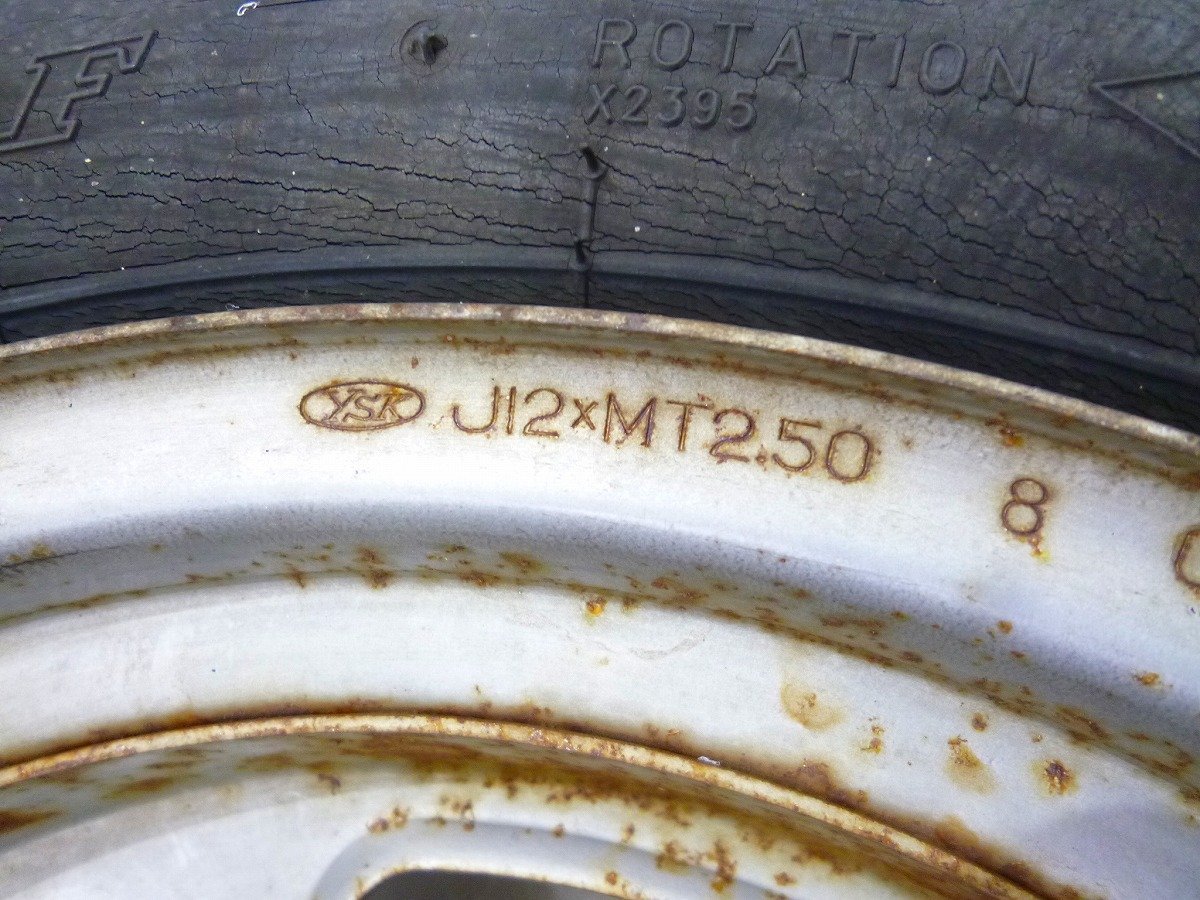 F
ROTATION
X2395
YSK J12×MT2.50 8